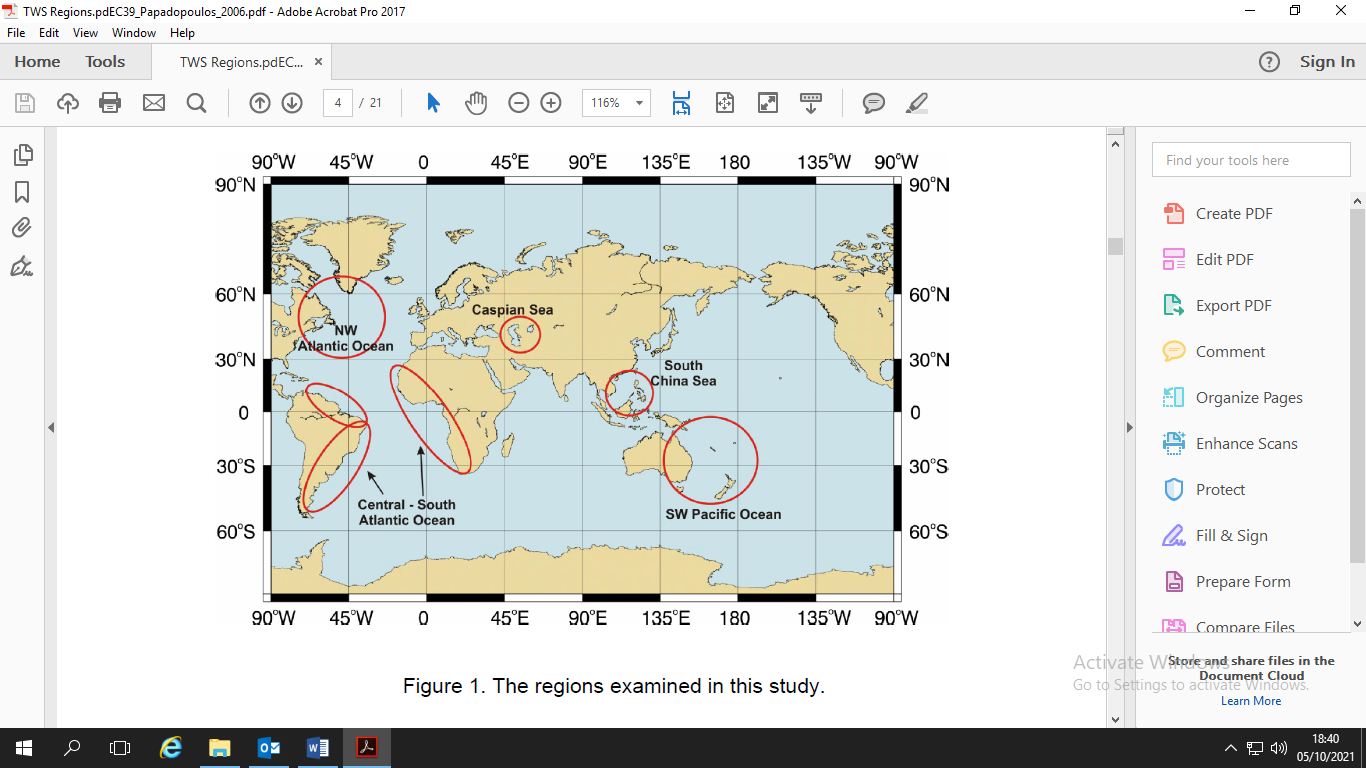 TWS Regions.pdEC39_Papadopoulos_2006.pdf - Adobe Acrobat Pro 2017
File Edit View Window Help
Home Tools TWS Regions.pdEC... × Sign In
4 / 21 116%
90°W 45°W 0 45°E 90°E 135°E 180 135°W 90°W
90°N 90°N
60°N 60°N
Caspian Sea
NW
Atlantic Ocean
30°N 30°N
South
China Sea
0 0
30°S 30°S
Central - South
Atlantic Ocean
SW Pacific Ocean
60°S 60°S
90°W 45°W 0 45°E 90°E 135°E 180 135°W 90°W
Figure 1. The regions examined in this study.
Find your tools here
Create PDF
Edit PDF
Export PDF
Comment
Organize Pages
Enhance Scans
Protect
Fill & Sign
Prepare Form
Compare Files
Store and share files in the
Document Cloud
Learn More
Activate Windows
Go to Settings to activate Windows.
18:40
05/10/2021